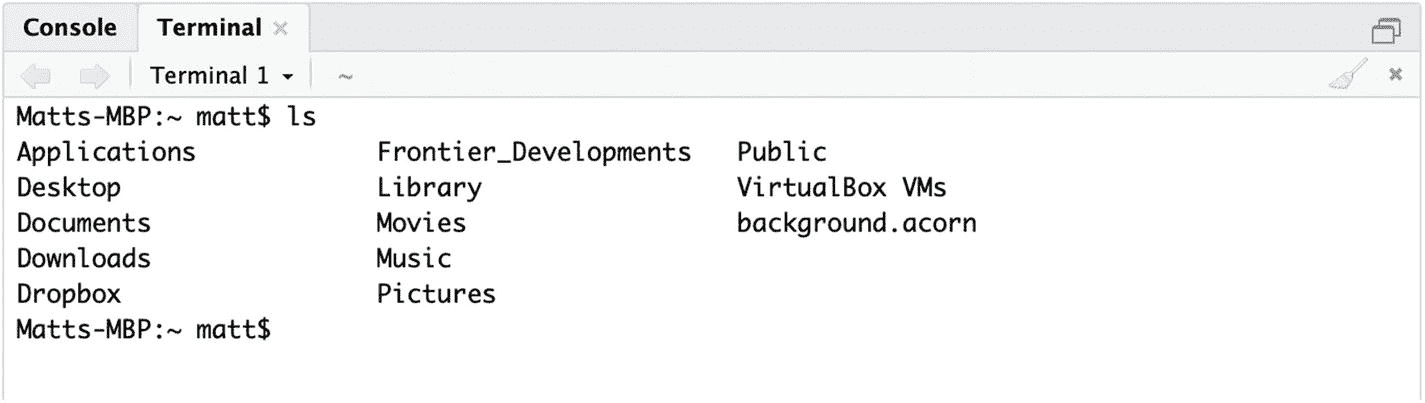 Console Terminal
Terminal 1 ~
Matts-MBP:~ matt$ ls
Applications Frontier_Developments Public
Desktop Library VirtualBox VMs
Documents Movies background.acorn
Downloads Music
Dropbox Pictures
Matts-MBP:~ matt$